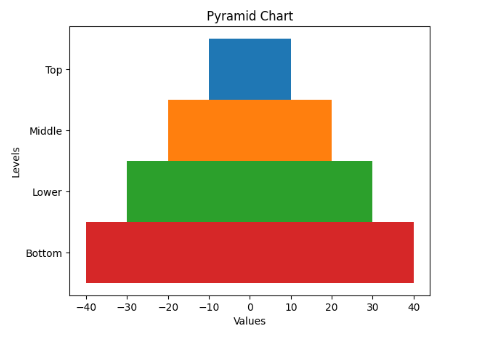 Pyramid Chart
Top
Middle
Lower
Bottom
Levels
−40 −30 −20 −10 0 10 20 30 40
Values